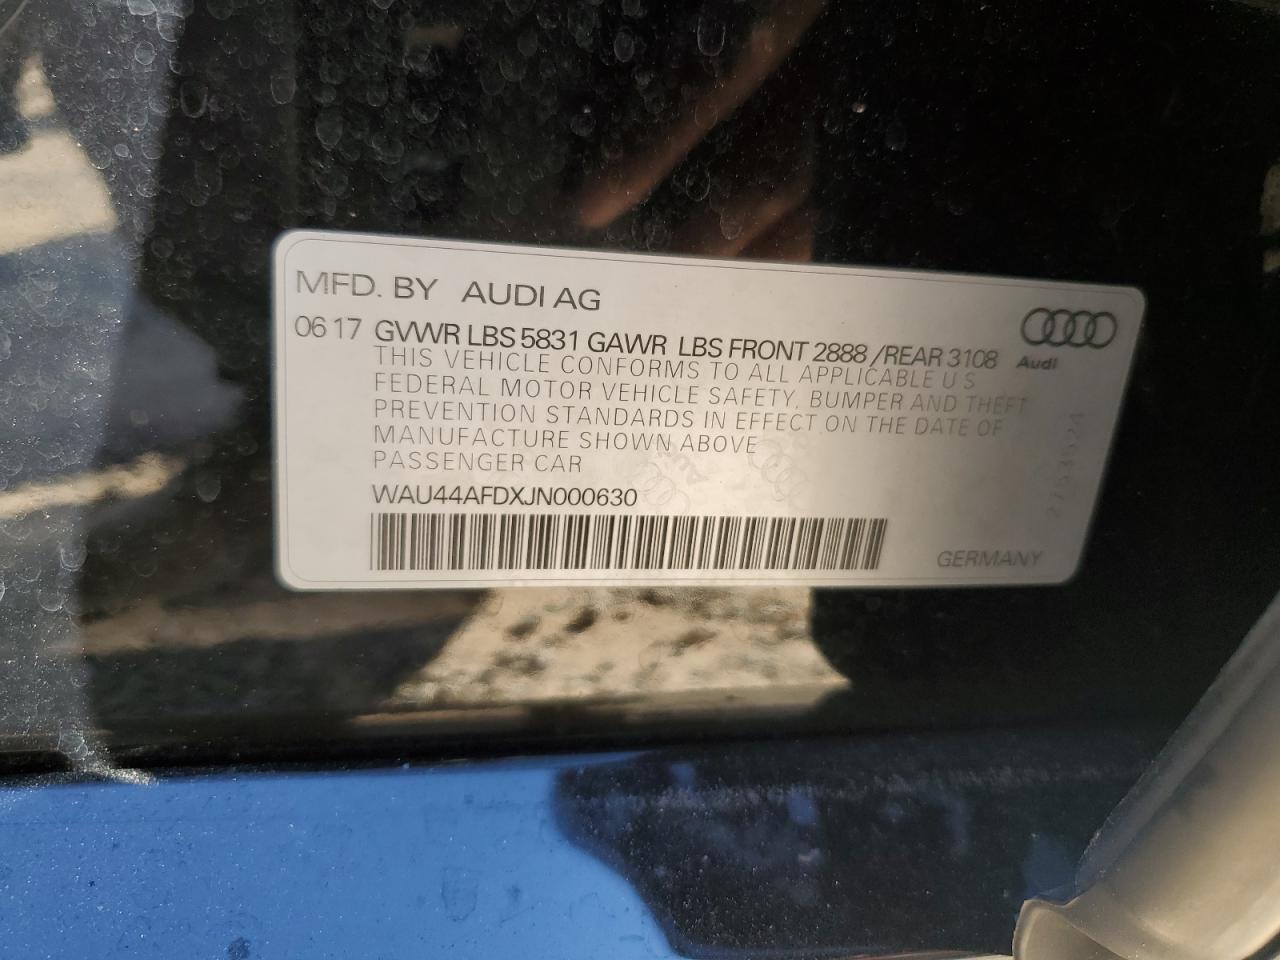 MFD. BY AUDI AG
06 17 GVWR LBS 5831 GAWR LBS FRONT 2888 /REAR 3108
Audi
THIS VEHICLE CONFORMS TO ALL APPLICABLE U S
FEDERAL MOTOR VEHICLE SAFETY, BUMPER AND THEFT
PREVENTION STANDARDS IN EFFECT ON THE DATE OF
MANUFACTURE SHOWN ABOVE
PASSENGER CAR
WAU44AFDXJN000630
GERMANY